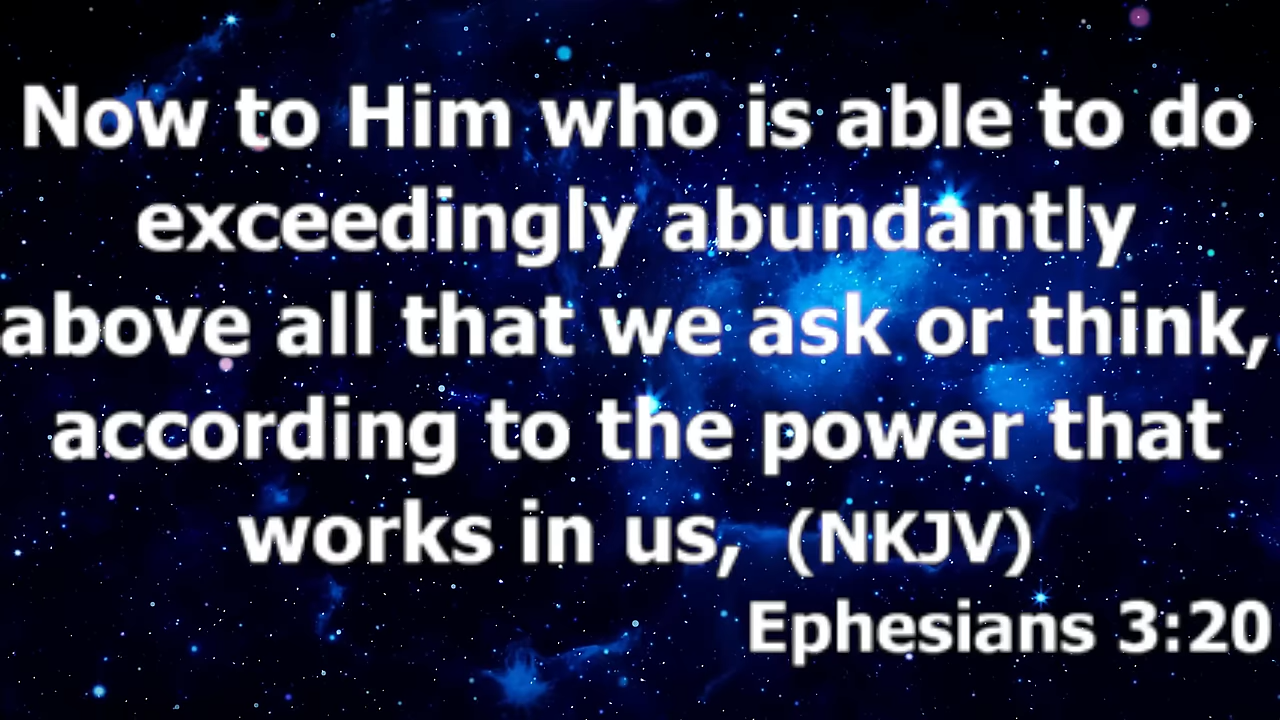 Now to Him who is able to do
exceedingly abundantly
above all that we ask or think,
according to the power that
works in us, (NKJV)
Ephesians 3:20